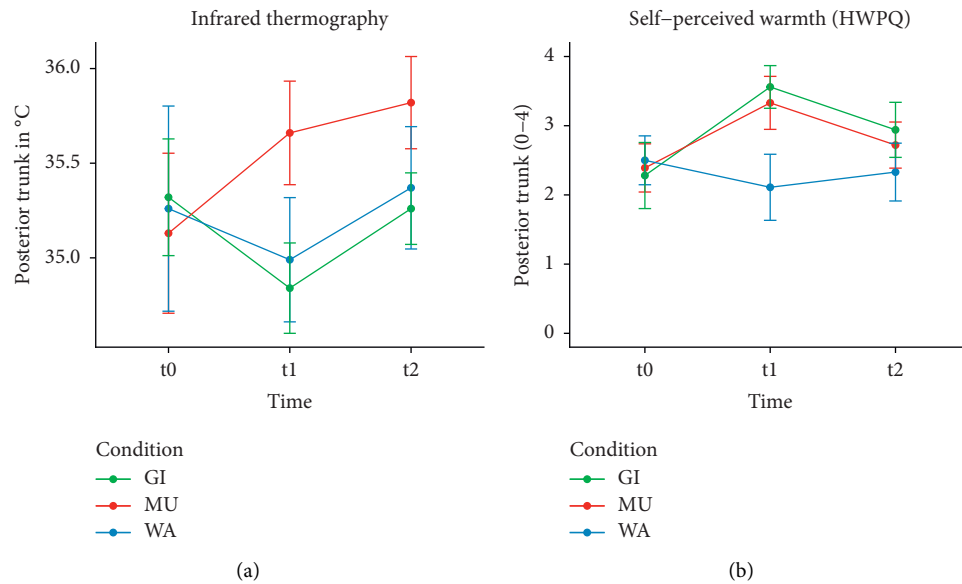 Infrared thermography
Posterior trunk in °C
36.0
35.5
35.0
t0 t1 t2
Time
Condition
GI
MU
WA
(a)
Self-perceived warmth (HWPQ)
Posterior trunk (0–4)
4
3
2
1
0
t0 t1 t2
Time
Condition
GI
MU
WA
(b)